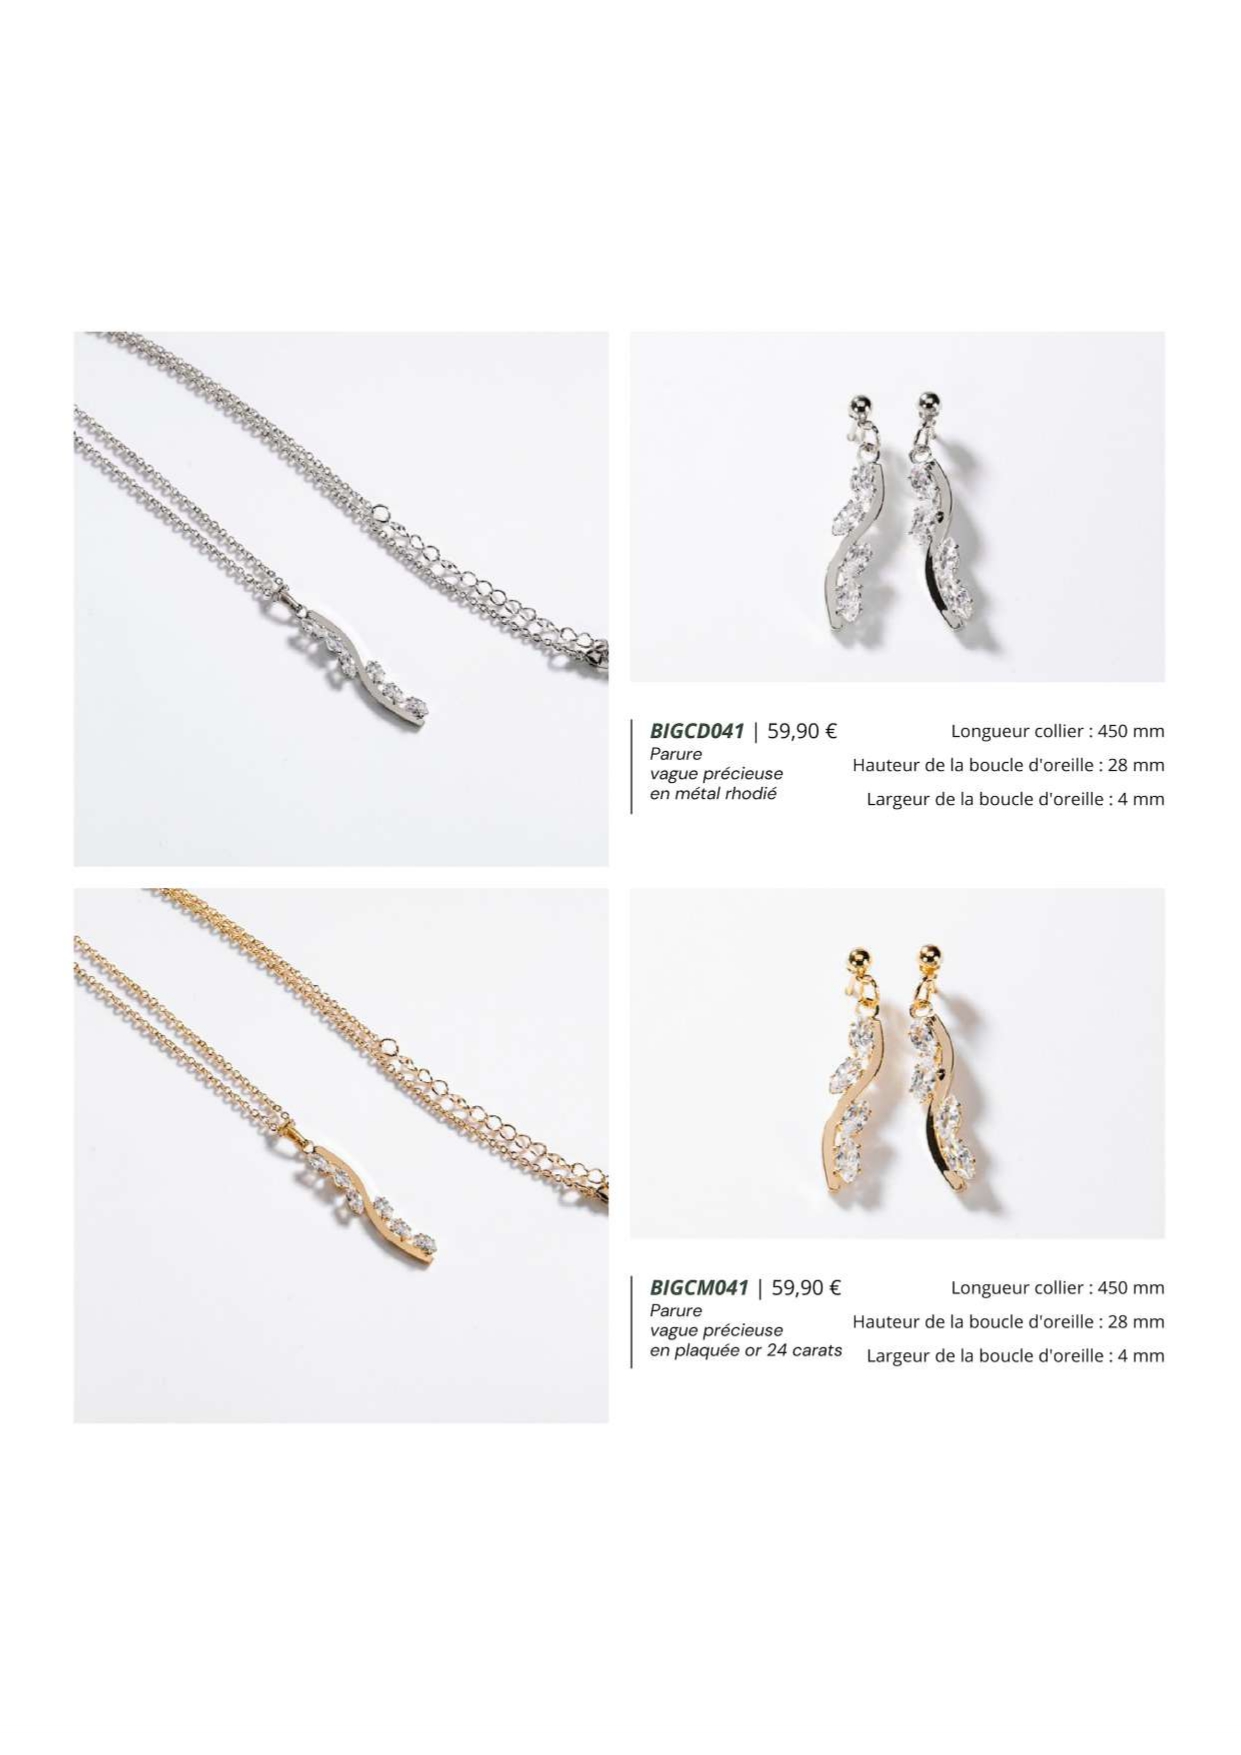 BIGCD041 | 59,90 €
Parure
vague précieuse
en métal rhodié
Longueur collier : 450 mm
Hauteur de la boucle d'oreille : 28 mm
Largeur de la boucle d'oreille : 4 mm
BIGCM041 | 59,90 €
Parure
vague précieuse
en plaquée or 24 carats
Longueur collier : 450 mm
Hauteur de la boucle d'oreille : 28 mm
Largeur de la boucle d'oreille : 4 mm